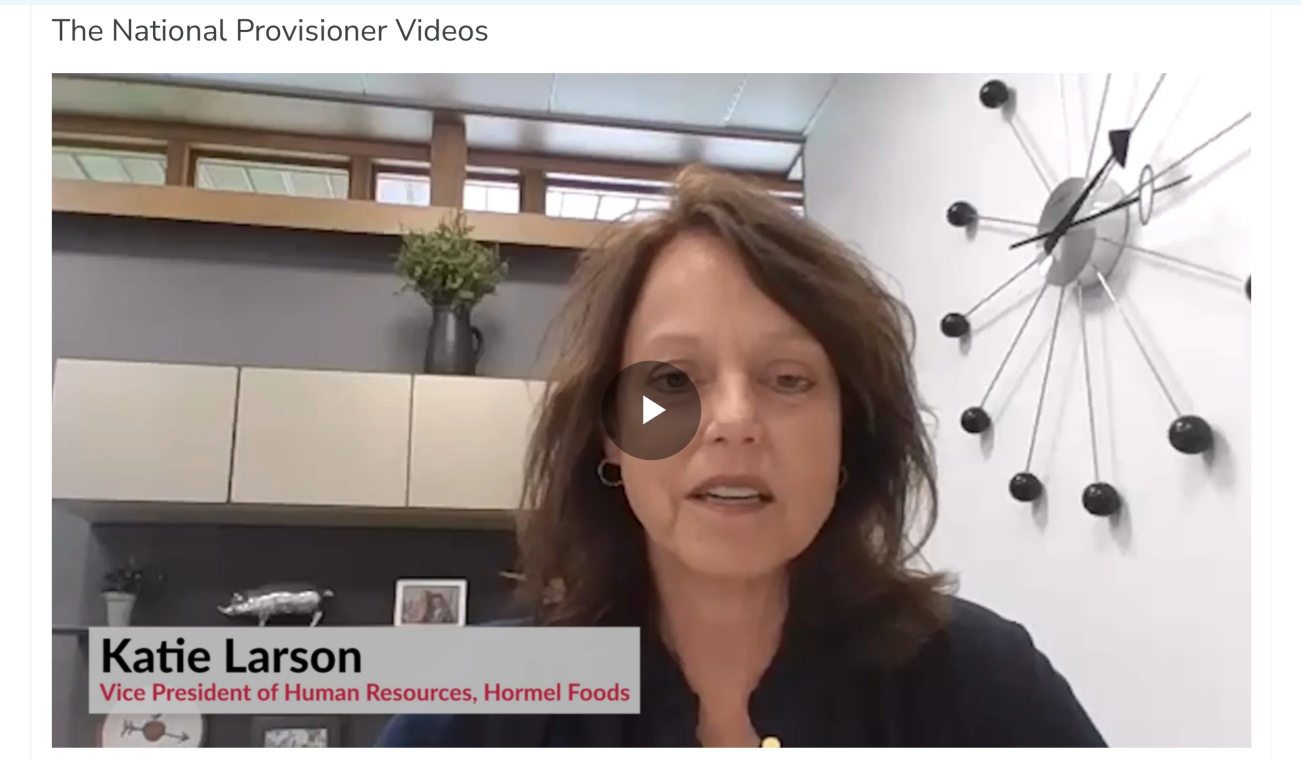 The National Provisioner Videos
Katie Larson
Vice President of Human Resources, Hormel Foods